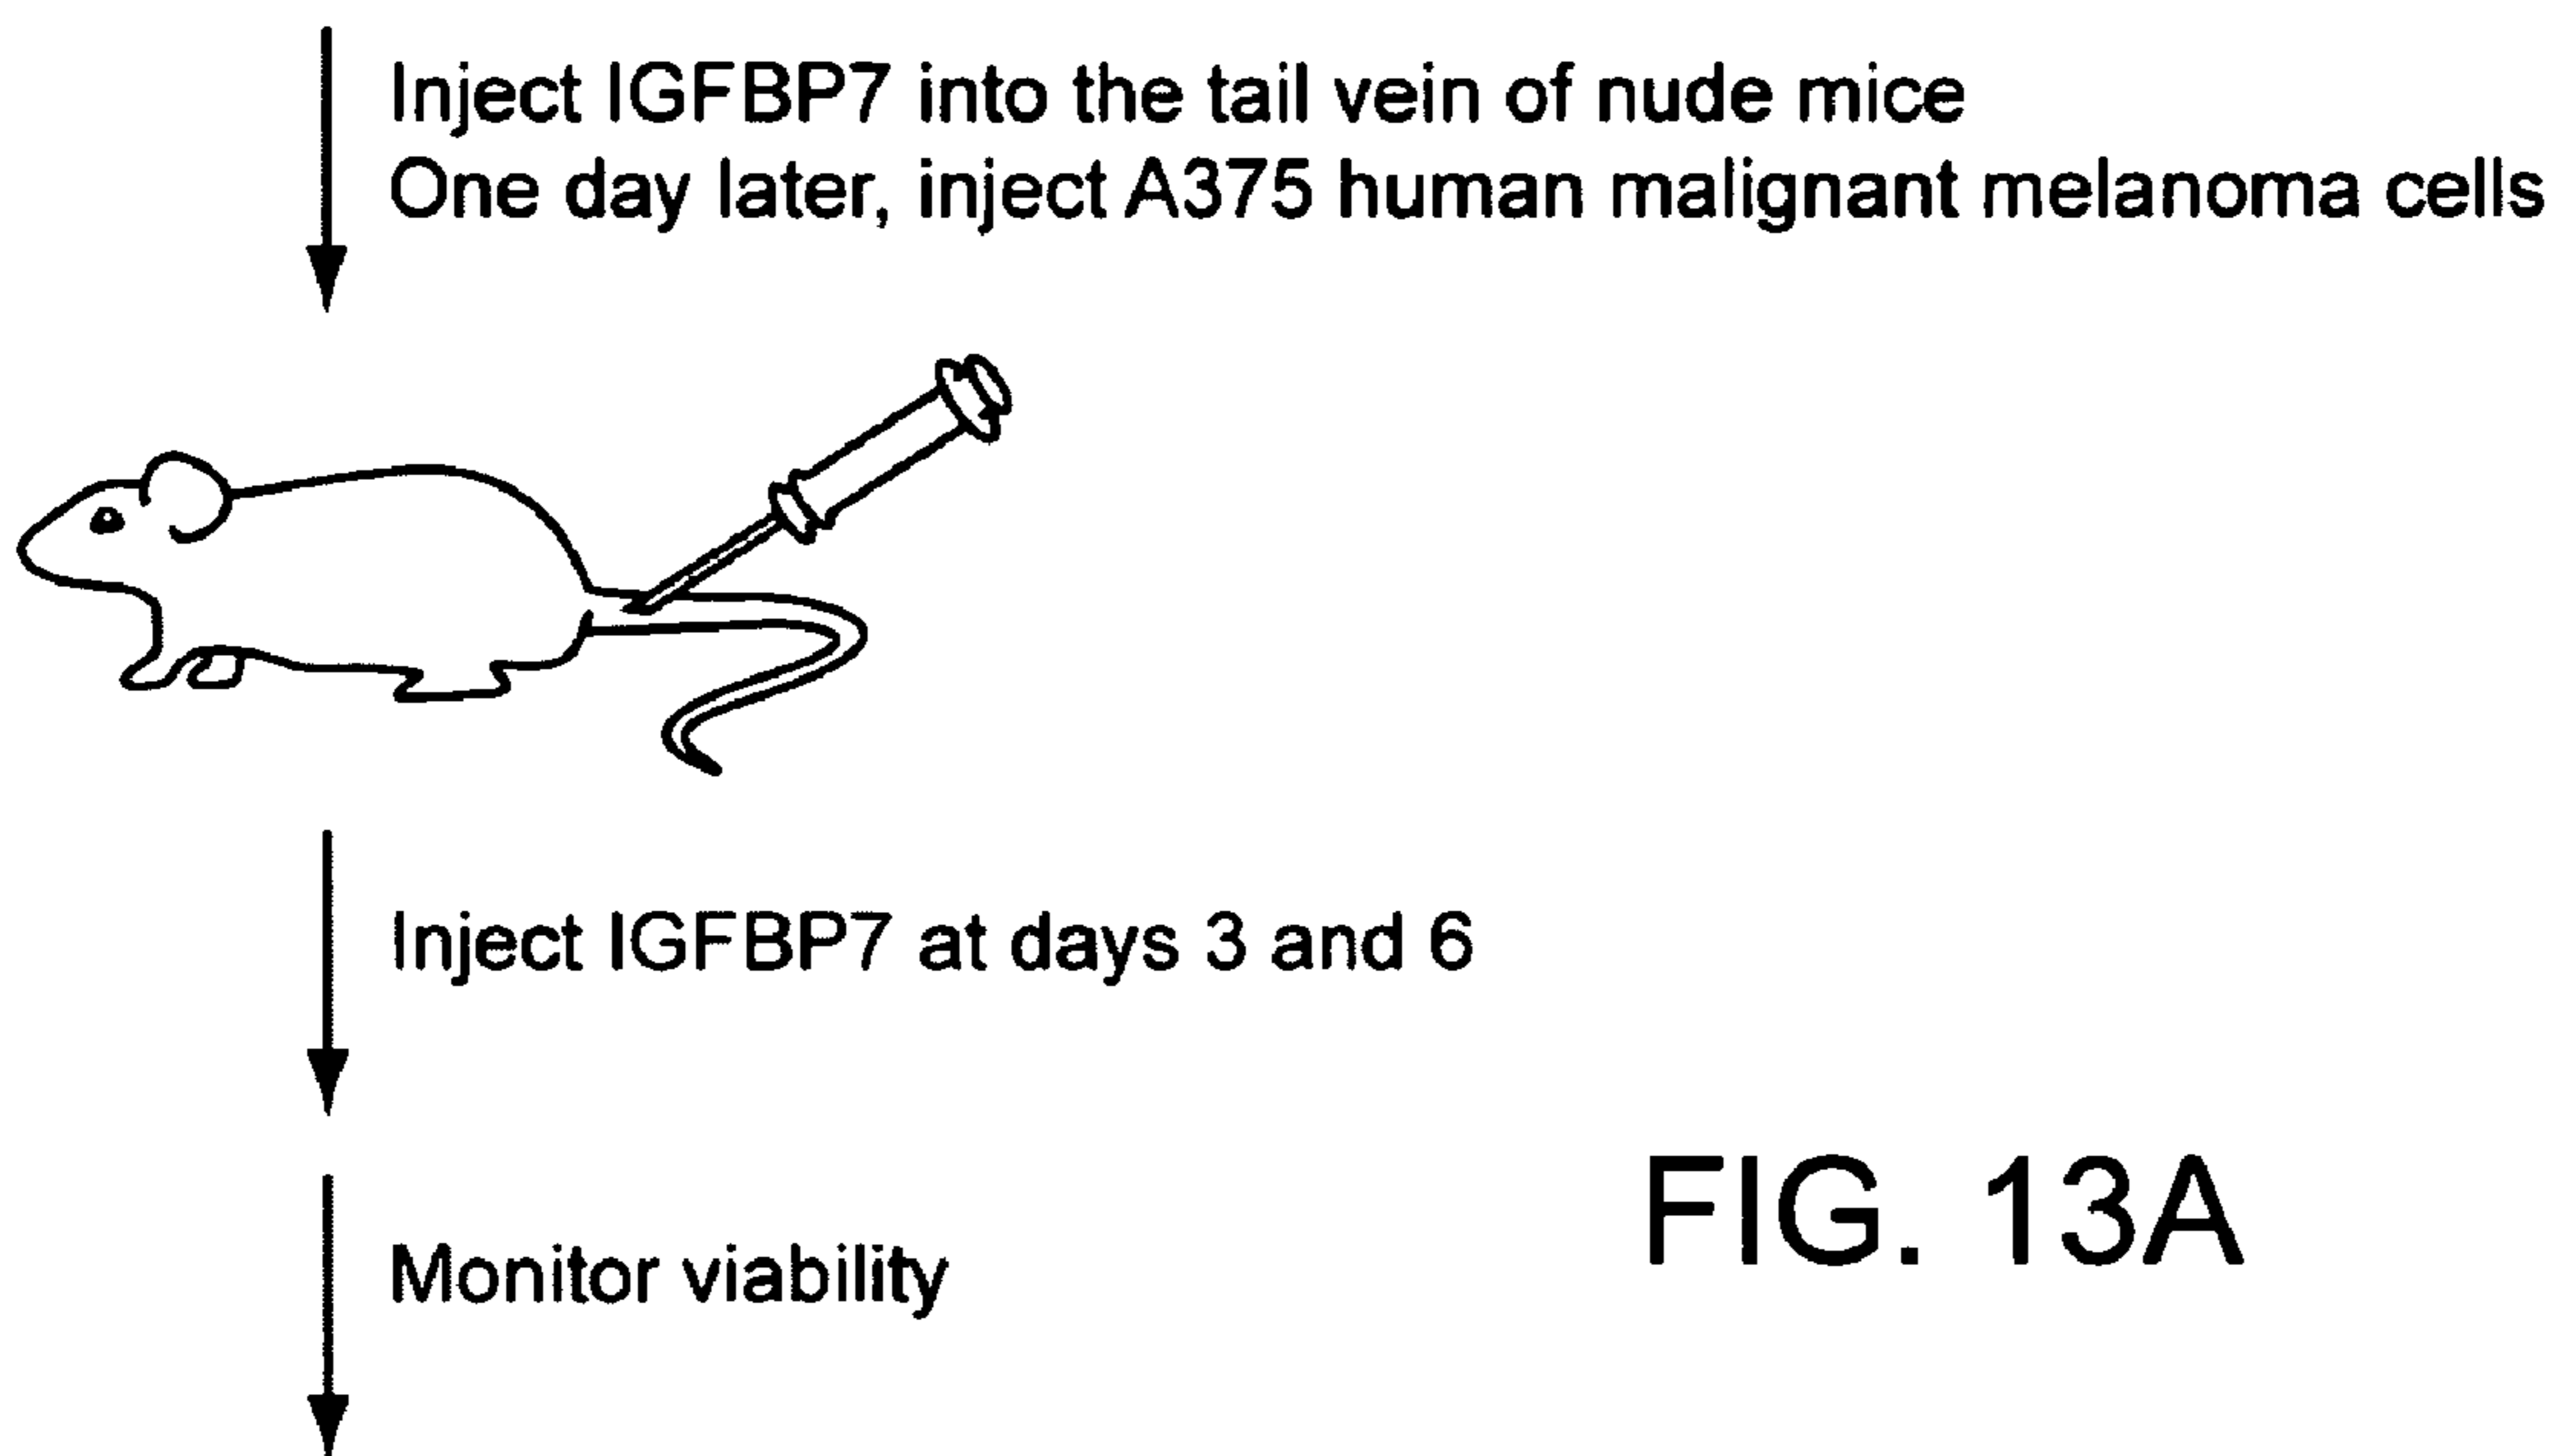 Inject IGFBP7 into the tail vein of nude mice
One day later, inject A375 human malignant melanoma cells
Inject IGFBP7 at days 3 and 6
Monitor viability
FIG. 13A